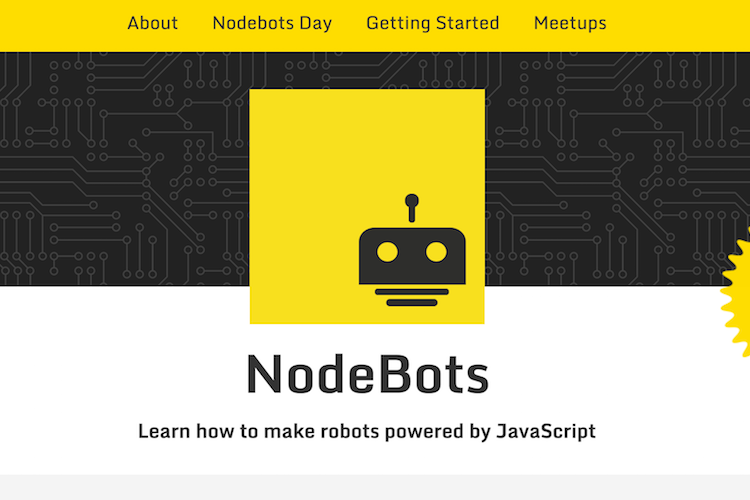 About Nodebots Day Getting Started Meetups
NodeBots
Learn how to make robots powered by JavaScript